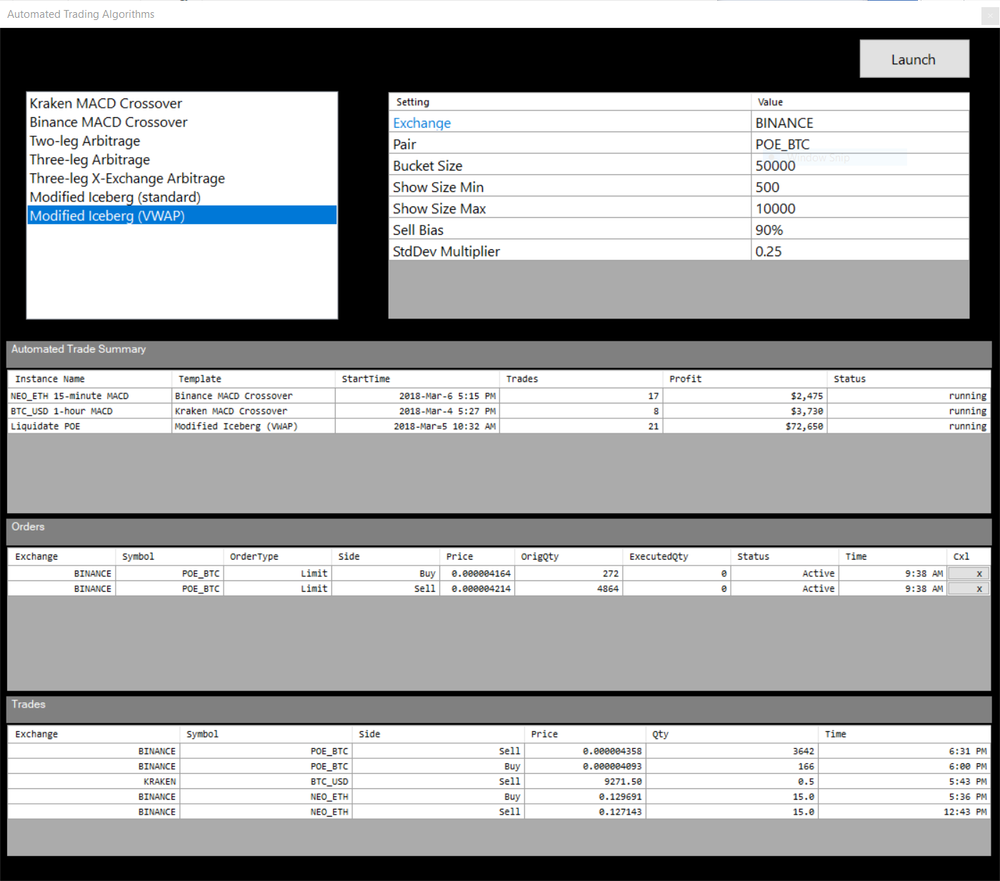 Automated Trading Algorithms
Launch
Kraken MACD Crossover
Binance MACD Crossover
Two-leg Arbitrage
Three-leg Arbitrage
Three-leg X-Exchange Arbitrage
Modified Iceberg (standard)
Modified Iceberg (VWAP)
Setting Value
Exchange BINANCE
Pair POE_BTC
Window Snip
Bucket Size 50000
Show Size Min 500
Show Size Max 10000
Sell Bias 90%
StdDev Multiplier 0.25
Automated Trade Summary
Instance Name Template StartTime Trades Profit Status
NEO_ETH 15-minute MACD Binance MACD Crossover 2018-Mar-6 5:15 PM 17 $2,475 running
BTC_USD 1-hour MACD Kraken MACD Crossover 2018-Mar-4 5:27 PM 8 $3,730 running
Liquidate POE Modified Iceberg (VWAP) 2018-Mar=5 10:32 AM 21 $72,650 running
Orders
Exchange Symbol OrderType Side Price OrigQty ExecutedQty Status Time Cxl
BINANCE POE_BTC Limit Buy 0.000004164 272 0 Active 9:38 AM x
BINANCE POE_BTC Limit Sell 0.000004214 4864 0 Active 9:38 AM x
Trades
Exchange Symbol Side Price Qty Time
BINANCE POE_BTC Sell 0.000004358 3642 6:31 PM
BINANCE POE_BTC Buy 0.000004093 166 6:00 PM
KRAKEN BTC_USD Sell 9271.50 0.5 5:43 PM
BINANCE NEO_ETH Buy 0.129691 15.0 5:36 PM
BINANCE NEO_ETH Sell 0.127143 15.0 12:43 PM